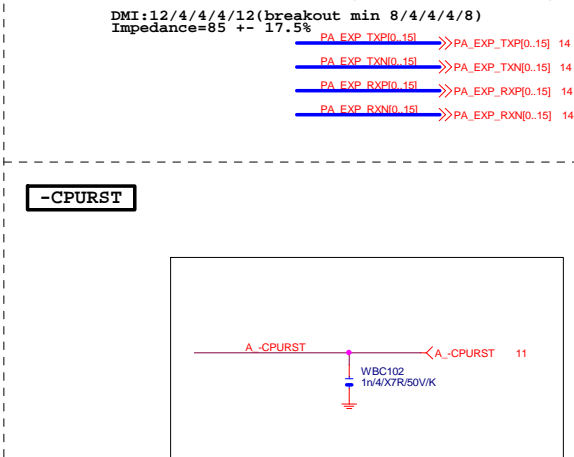 DMI:12/4/4/4/12(breakout min 8/4/4/4/8)
Impedance=85 +- 17.5%
PA_EXP_TXP[0..15] PA_EXP_TXP[0..15] 14
PA_EXP_TXN[0..15] PA_EXP_TXN[0..15] 14
PA_EXP_RXP[0..15] PA_EXP_RXP[0..15] 14
PA_EXP_RXN[0..15] PA_EXP_RXN[0..15] 14
-CPURST
A_-CPURST A_-CPURST 11
WBC102
1n/4/X7R/50V/K